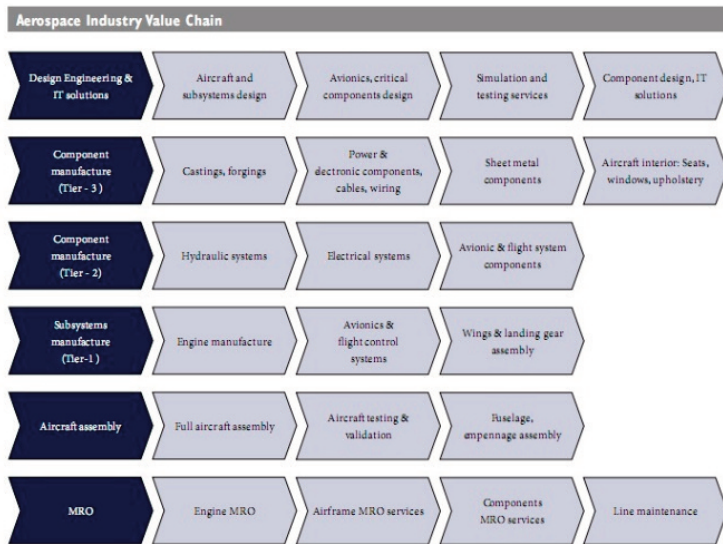 Aerospace Industry Value Chain
Design Engineering &
IT solutions
Aircraft and
subsystems design
Avionics, critical
components design
Simulation and
testing services
Component design, IT
solutions
Component
manufacture
(Tier - 3 )
Castings, forgings
Power &
electronic components,
cables, wiring
Sheet metal
components
Aircraft interior: Seats,
windows, upholstery
Component
manufacture
(Tier - 2)
Hydraulic systems
Electrical systems
Avionic & flight system
components
Subsystems
manufacture
(Tier-1 )
Engine manufacture
Avionics &
flight control
systems
Wings & landing gear
assembly
Aircraft assembly
Full aircraft assembly
Aircraft testing &
validation
Fuselage,
empennage assembly
MRO
Engine MRO
Airframe MRO services
Components
MRO services
Line maintenance